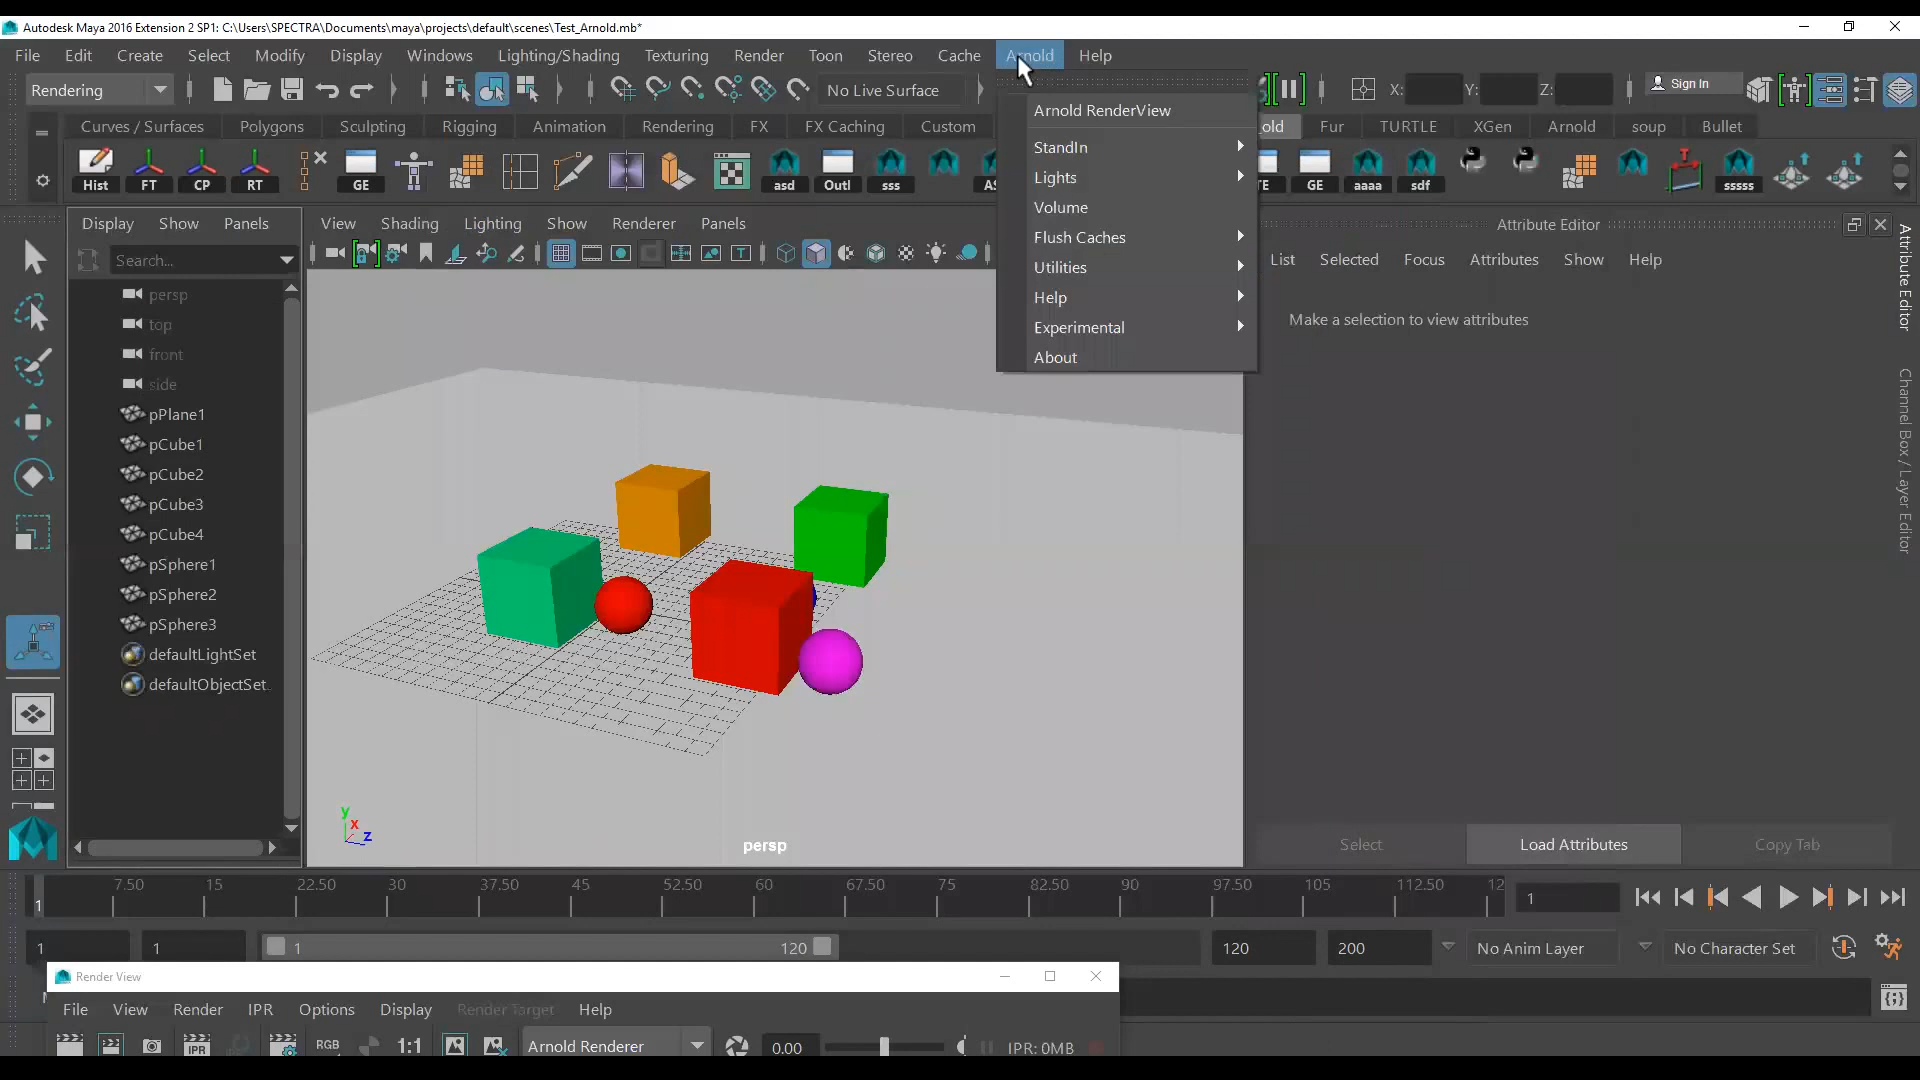 Autodesk Maya 2016 Extension 2 SP1: C:\Users\SPECTRA\Documents\maya\projects\default\scenes\Test_Arnold.mb*
File Edit Create Select Modify Display Windows Lighting/Shading Texturing Render Toon Stereo Cache Arnold Help
Rendering No Live Surface X: Y: Z: Sign In
Curves / Surfaces Polygons Sculpting Rigging Animation Rendering FX FX Caching Custom old Fur TURTLE XGen Arnold soup Bullet
Hist FT CP RT GE asd Outl sss AS TE GE aaaa sdf sssss
Arnold RenderView
StandIn
Lights
Volume
Flush Caches
Utilities
Help
Experimental
About
Display Show Panels
Search...
persp
top
front
side
pPlane1
pCube1
pCube2
pCube3
pCube4
pSphere1
pSphere2
pSphere3
defaultLightSet
defaultObjectSet
View Shading Lighting Show Renderer Panels
y
x
z
persp
Attribute Editor
List Selected Focus Attributes Show Help
Make a selection to view attributes
Attribute Editor
Channel Box / Layer Editor
Select Load Attributes Copy Tab
7.50 15 22.50 30 37.50 45 52.50 60 67.50 75 82.50 90 97.50 105 112.50 12
1 1
1 1 1 120 120 200 No Anim Layer No Character Set
Render View
File View Render IPR Options Display Render Target Help
IPR RGB 1:1 Arnold Renderer 0.00 IPR: 0MB